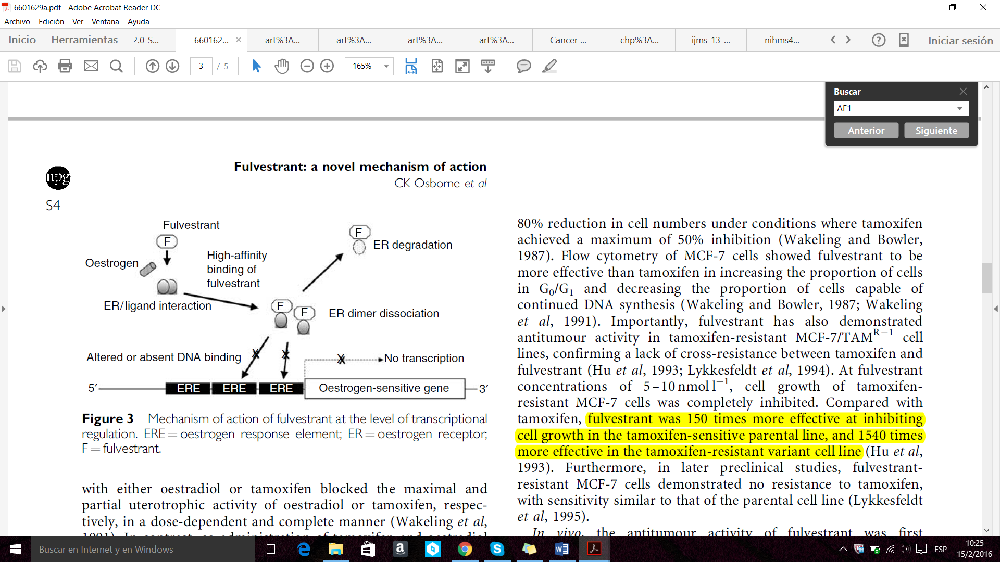 6601629a.pdf - Adobe Acrobat Reader DC
Archivo Edición Ver Ventana Ayuda
Inicio Herramientas 2.0-S... 660162... art%3A... art%3A... art%3A... art%3A... Cancer ... chp%3A... ijms-13-... nihms4... Iniciar sesión
3 / 5 165%
Buscar
AF1
Anterior Siguiente
npg
Fulvestrant: a novel mechanism of action
CK Osborne et al
S4
Fulvestrant
F
Oestrogen
High-affinity
binding of
fulvestrant
ER/ligand interaction
F
ER degradation
F
F
ER dimer dissociation
Altered or absent DNA binding
X
X
X
No transcription
5′ ERE ERE ERE Oestrogen-sensitive gene 3′
Figure 3 Mechanism of action of fulvestrant at the level of transcriptional
regulation. ERE = oestrogen response element; ER = oestrogen receptor;
F = fulvestrant.
with either oestradiol or tamoxifen blocked the maximal and
partial uterotrophic activity of oestradiol or tamoxifen, respec-
tively, in a dose-dependent and complete manner (Wakeling et al,
1991). In contrast, co-administration of tamoxifen and oestradiol
80% reduction in cell numbers under conditions where tamoxifen
achieved a maximum of 50% inhibition (Wakeling and Bowler,
1987). Flow cytometry of MCF-7 cells showed fulvestrant to be
more effective than tamoxifen in increasing the proportion of cells
in G0/G1 and decreasing the proportion of cells capable of
continued DNA synthesis (Wakeling and Bowler, 1987; Wakeling
et al, 1991). Importantly, fulvestrant has also demonstrated
antitumour activity in tamoxifen-resistant MCF-7/TAMR−1 cell
lines, confirming a lack of cross-resistance between tamoxifen and
fulvestrant (Hu et al, 1993; Lykkesfeldt et al, 1994). At fulvestrant
concentrations of 5–10 nmol l−1, cell growth of tamoxifen-
resistant MCF-7 cells was completely inhibited. Compared with
tamoxifen, fulvestrant was 150 times more effective at inhibiting
cell growth in the tamoxifen-sensitive parental line, and 1540 times
more effective in the tamoxifen-resistant variant cell line (Hu et al,
1993). Furthermore, in later preclinical studies, fulvestrant-
resistant MCF-7 cells demonstrated no resistance to tamoxifen,
with sensitivity similar to that of the parental cell line (Lykkesfeldt
et al, 1995).
In vivo, the antitumour activity of fulvestrant was first
Buscar en Internet y en Windows
ESP
10:25
15/2/2016